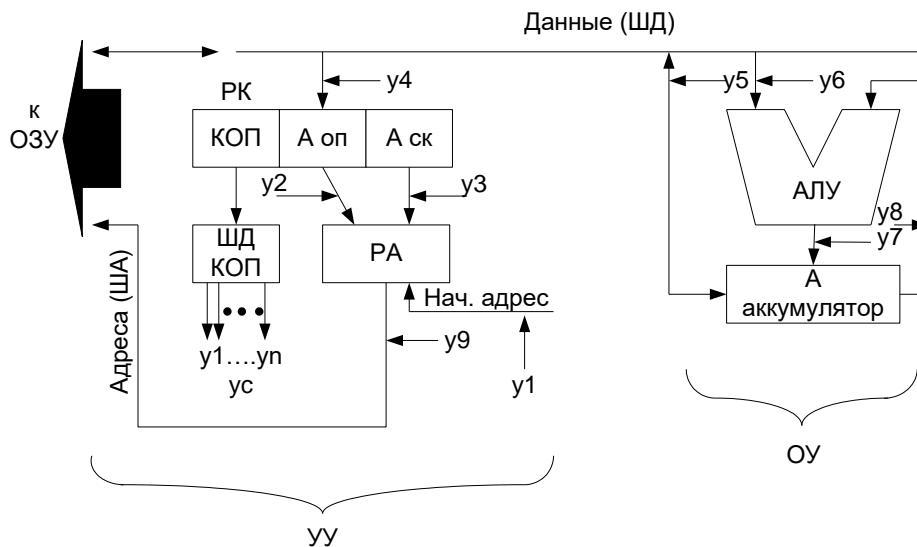 Данные (ШД)
к
ОЗУ
y4
y5
y6
РК
КОП
А оп
А ск
y2
y3
АЛУ
y8
y7
ШД
КОП
РА
А
аккумулятор
Нач. адрес
Адреса (ША)
y1….yn
ус
y9
y1
УУ
ОУ